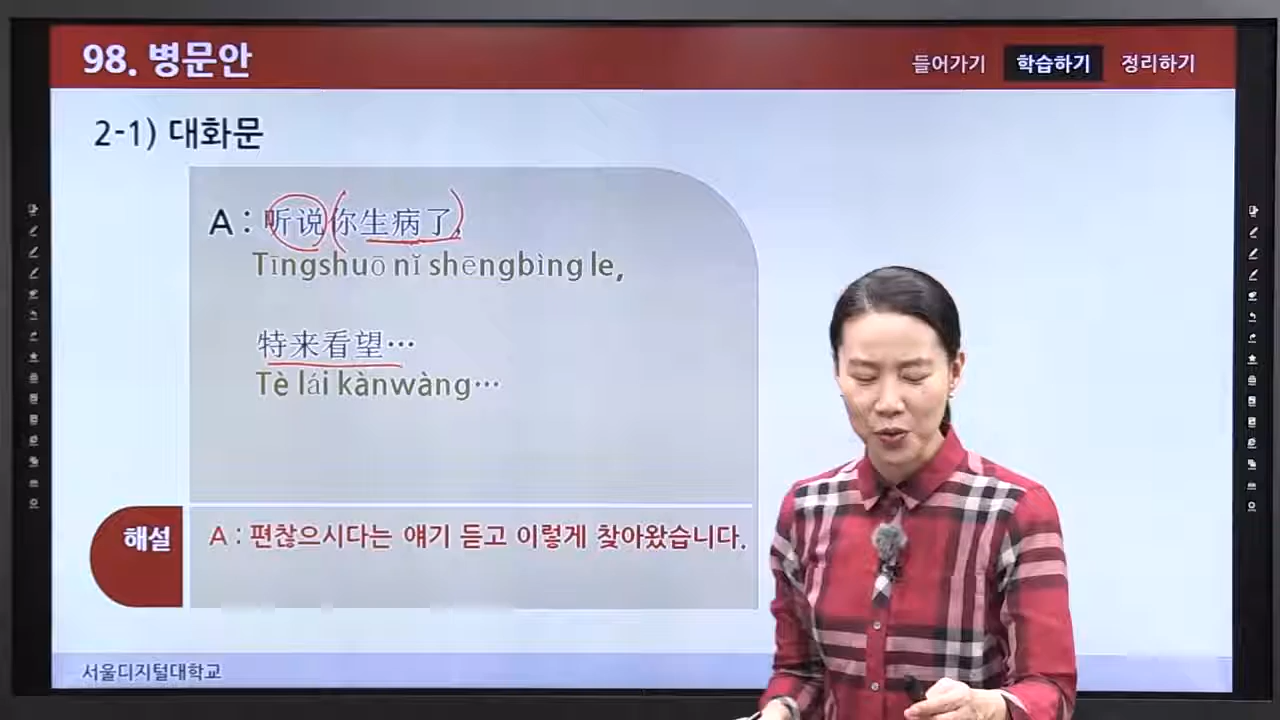 98. 병문안
들어가기 학습하기 정리하기
2-1) 대화문
A : 听说你生病了,
Tīngshuō nǐ shēngbìng le,
特来看望…
Tè lái kànwàng…
해설
A : 편찮으시다는 얘기 듣고 이렇게 찾아왔습니다.
서울디지털대학교